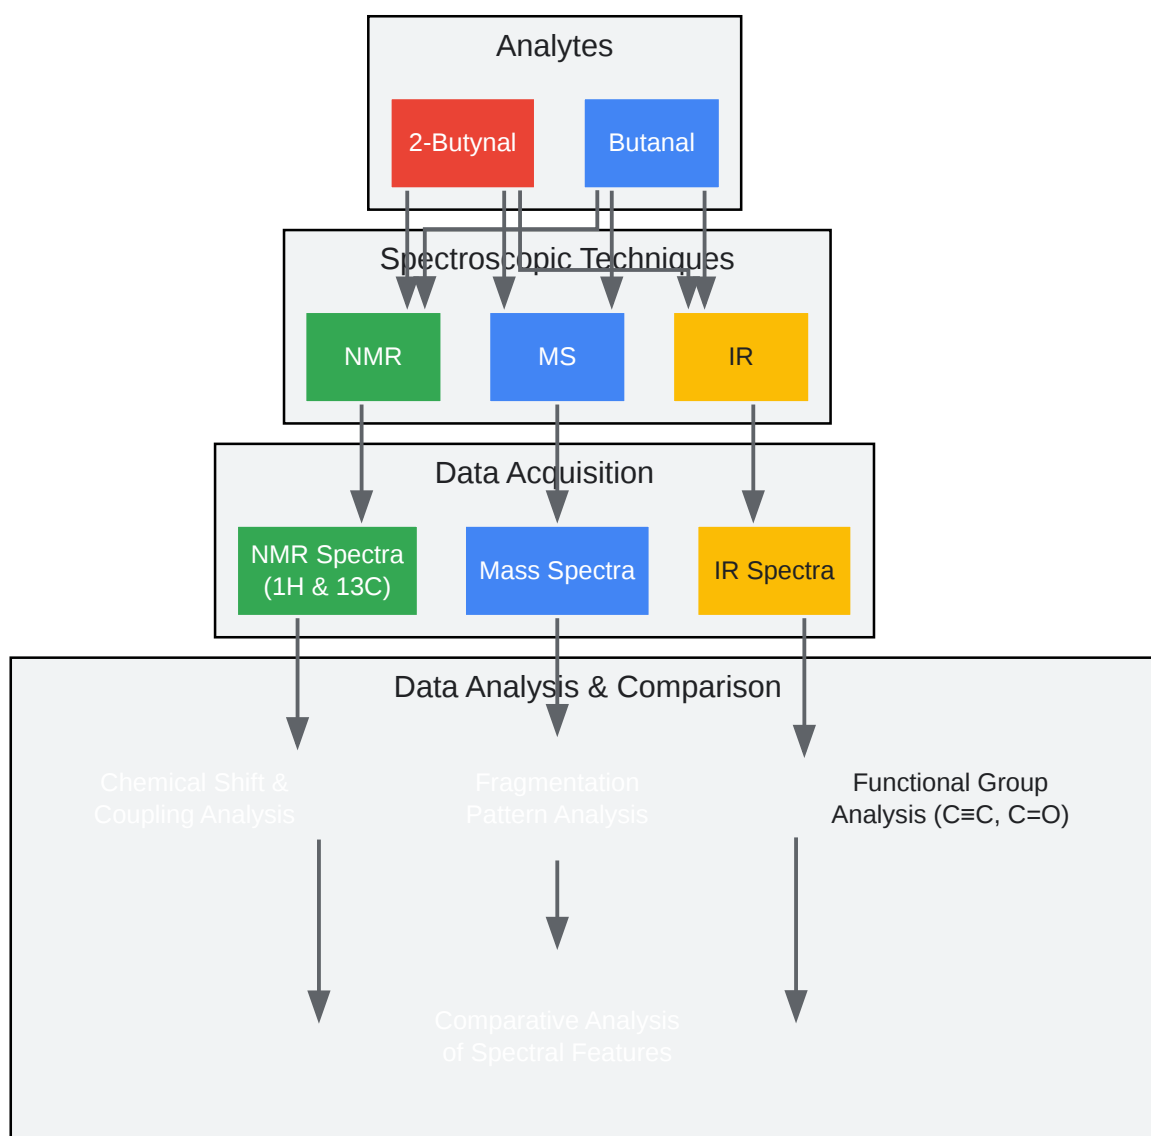 Analytes
2-Butynal
Butanal
Spectroscopic Techniques
NMR
MS
IR
Data Acquisition
NMR Spectra
(1H & 13C)
Mass Spectra
IR Spectra
Data Analysis & Comparison
Chemical Shift &
Coupling Analysis
Fragmentation
Pattern Analysis
Functional Group
Analysis (C≡C, C=O)
Comparative Analysis
of Spectral Features